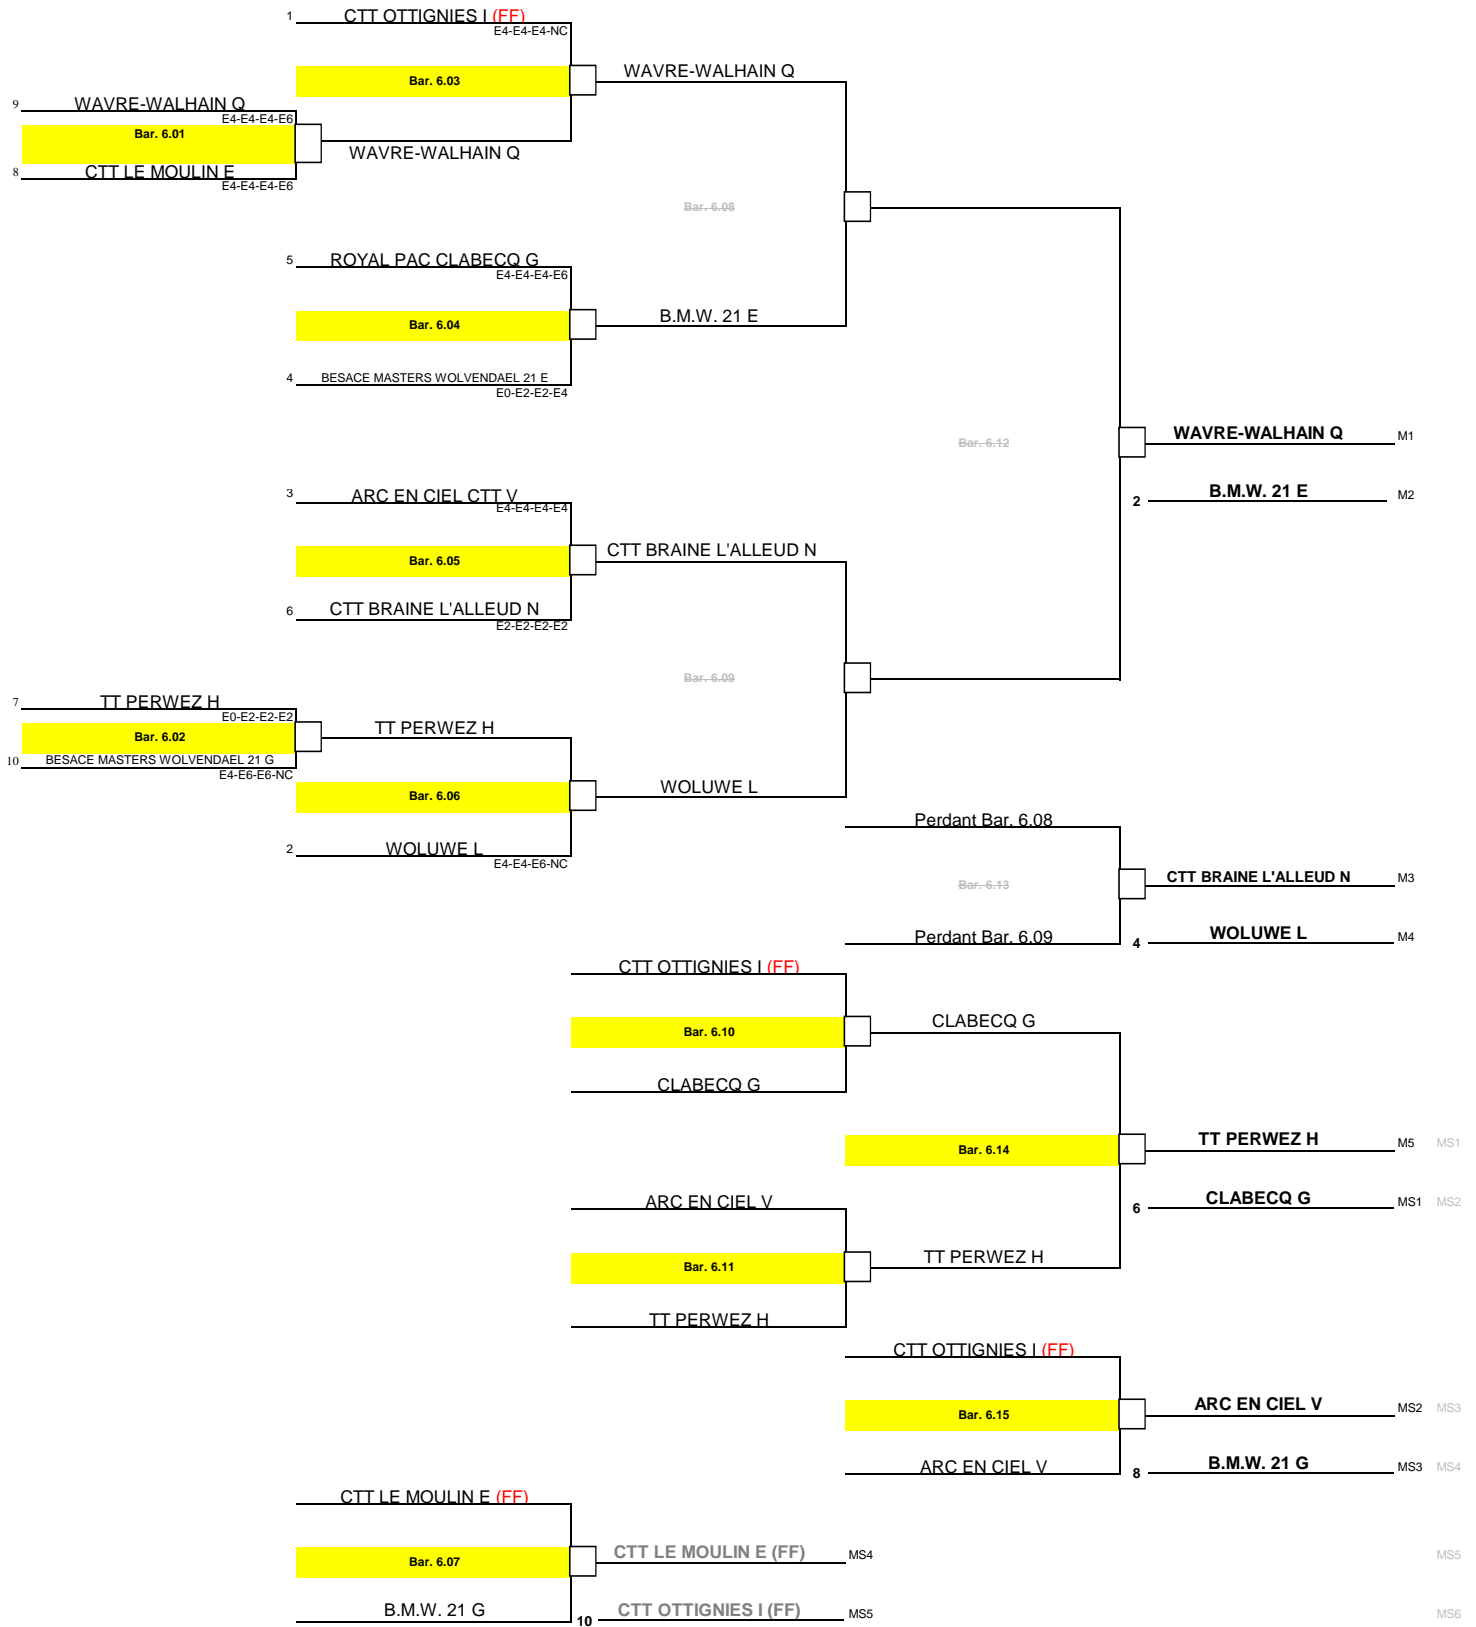 1 CTT OTTIGNIES I (FF)
E4-E4-E4-NC
Bar. 6.03
WAVRE-WALHAIN Q
9 WAVRE-WALHAIN Q
E4-E4-E4-E6
Bar. 6.01
WAVRE-WALHAIN Q
8 CTT LE MOULIN E
E4-E4-E4-E6
Bar. 6.08
5 ROYAL PAC CLABECQ G
E4-E4-E4-E6
Bar. 6.04
B.M.W. 21 E
4 BESACE MASTERS WOLVENDAEL 21 E
E0-E2-E2-E4
Bar. 6.12
WAVRE-WALHAIN Q M1
2 B.M.W. 21 E M2
3 ARC EN CIEL CTT V
E4-E4-E4-E4
Bar. 6.05
CTT BRAINE L'ALLEUD N
6 CTT BRAINE L'ALLEUD N
E2-E2-E2-E2
Bar. 6.09
7 TT PERWEZ H
E0-E2-E2-E2
Bar. 6.02
TT PERWEZ H
10 BESACE MASTERS WOLVENDAEL 21 G
E4-E6-E6-NC
Bar. 6.06
WOLUWE L
2 WOLUWE L
E4-E4-E6-NC
Perdant Bar. 6.08
Bar. 6.13
CTT BRAINE L'ALLEUD N M3
Perdant Bar. 6.09
4 WOLUWE L M4
CTT OTTIGNIES I (FF)
Bar. 6.10
CLABECQ G
CLABECQ G
Bar. 6.14
TT PERWEZ H M5 MS1
6 CLABECQ G MS1 MS2
ARC EN CIEL V
Bar. 6.11
TT PERWEZ H
TT PERWEZ H
CTT OTTIGNIES I (FF)
Bar. 6.15
ARC EN CIEL V MS2 MS3
ARC EN CIEL V
8 B.M.W. 21 G MS3 MS4
CTT LE MOULIN E (FF)
Bar. 6.07
CTT LE MOULIN E (FF) MS4 MS5
B.M.W. 21 G
10 CTT OTTIGNIES I (FF) MS5 MS6